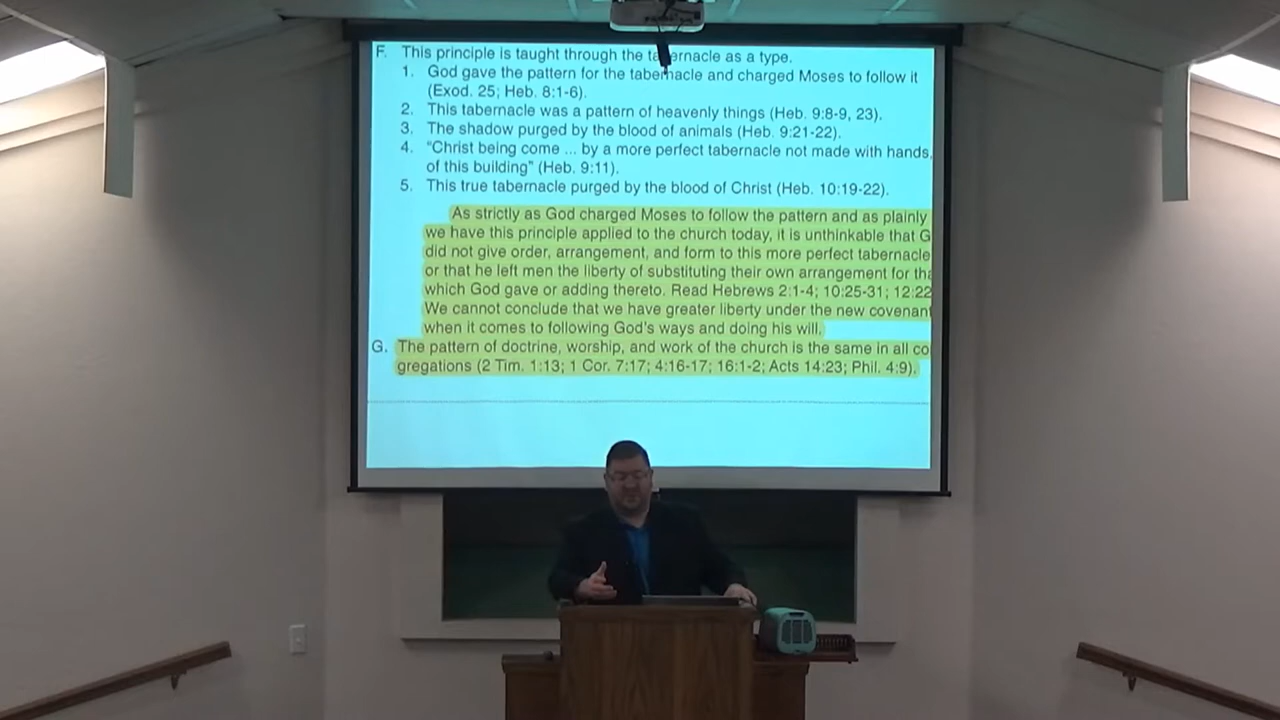 F. This principle is taught through the tabernacle as a type.
1. God gave the pattern for the tabernacle and charged Moses to follow it
(Exod. 25; Heb. 8:1-6).
2. This tabernacle was a pattern of heavenly things (Heb. 9:8-9, 23).
3. The shadow purged by the blood of animals (Heb. 9:21-22).
4. “Christ being come ... by a more perfect tabernacle not made with hands,
of this building” (Heb. 9:11).
5. This true tabernacle purged by the blood of Christ (Heb. 10:19-22).
As strictly as God charged Moses to follow the pattern and as plainly
we have this principle applied to the church today, it is unthinkable that G
did not give order, arrangement, and form to this more perfect tabernacle
or that he left men the liberty of substituting their own arrangement for tha
which God gave or adding thereto. Read Hebrews 2:1-4; 10:25-31; 12:22
We cannot conclude that we have greater liberty under the new covenant
when it comes to following God's ways and doing his will.
G. The pattern of doctrine, worship, and work of the church is the same in all co
gregations (2 Tim. 1:13; 1 Cor. 7:17; 4:16-17; 16:1-2; Acts 14:23; Phil. 4:9).